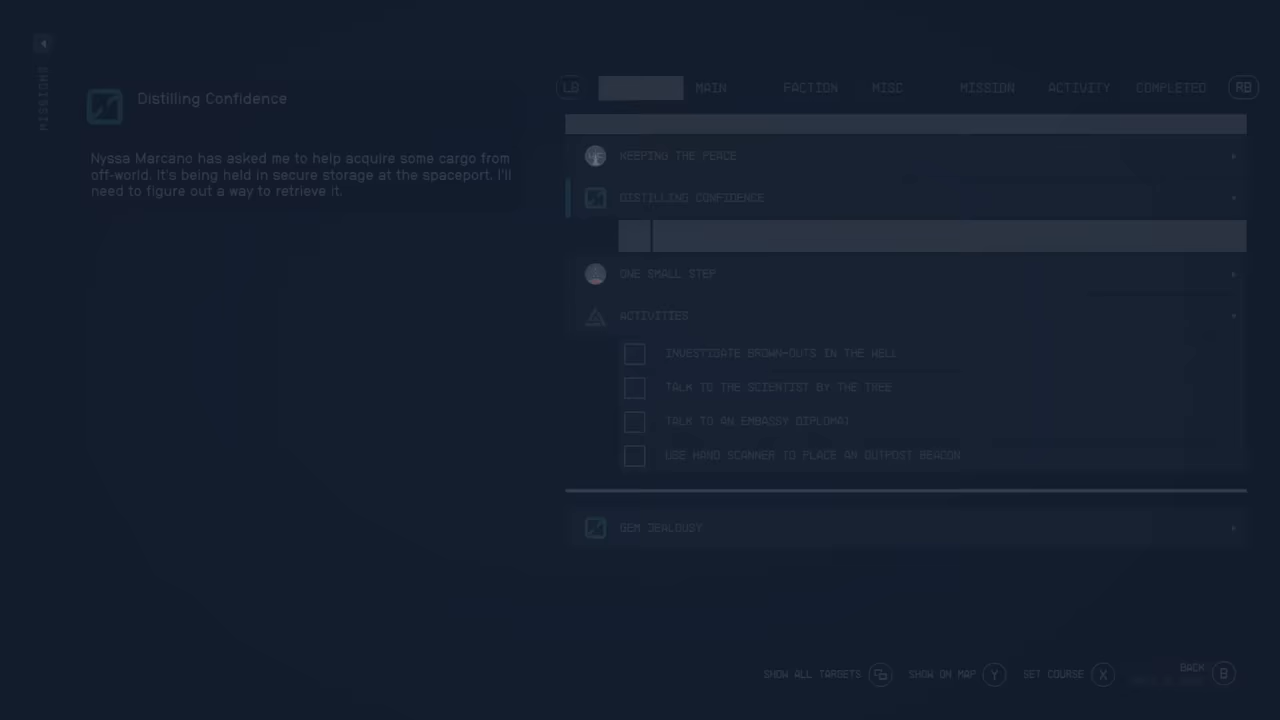 MISSIONS
Distilling Confidence
Nyssa Marcano has asked me to help acquire some cargo from
off-world. It's being held in secure storage at the spaceport. I'll
need to figure out a way to retrieve it.
LB MAIN FACTION MISC MISSION ACTIVITY COMPLETED RB
KEEPING THE PEACE
DISTILLING CONFIDENCE
ONE SMALL STEP
ACTIVITIES
INVESTIGATE BROWN-OUTS IN THE WELL
TALK TO THE SCIENTIST BY THE TREE
TALK TO AN EMBASSY DIPLOMAT
USE HAND SCANNER TO PLACE AN OUTPOST BEACON
GEM JEALOUSY
SHOW ALL TARGETS SHOW ON MAP Y SET COURSE X BACK B